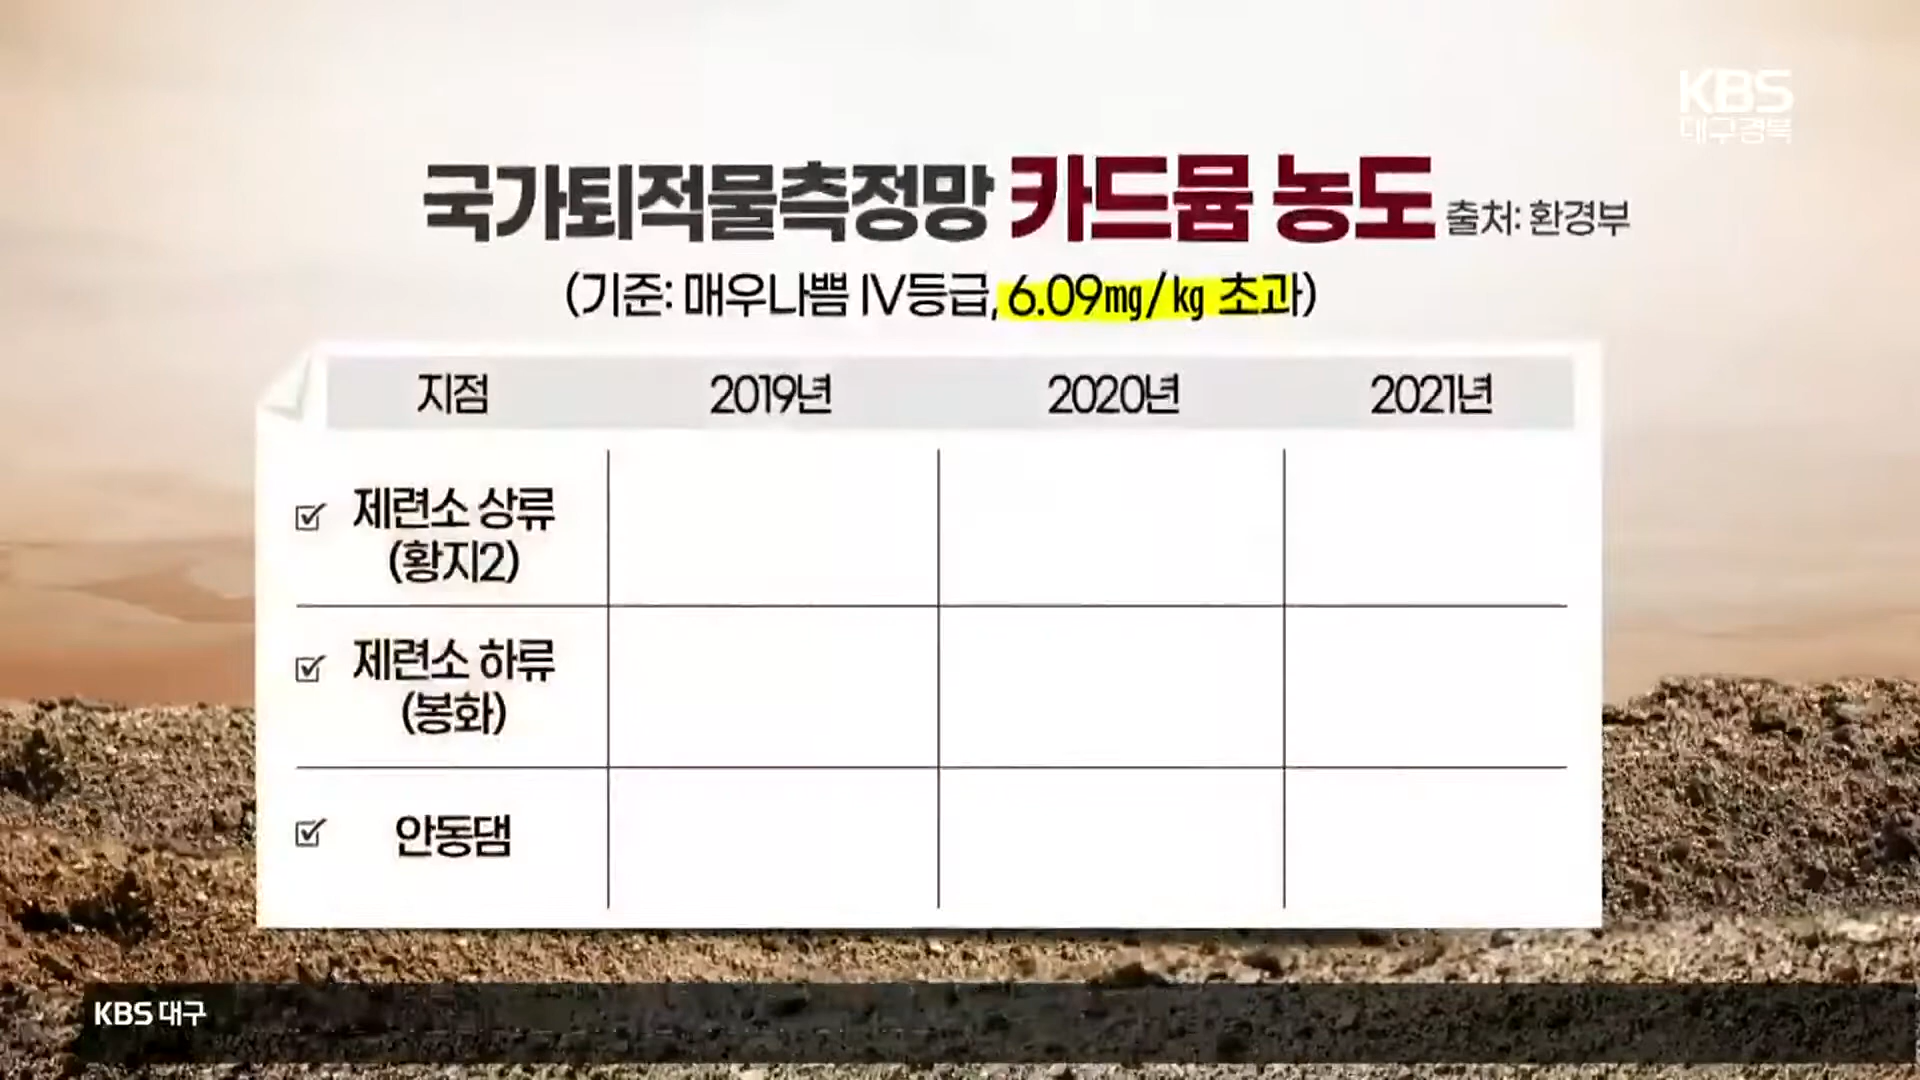 KBS
대구경북
국가퇴적물측정망 카드뮴 농도 출처: 환경부
(기준: 매우나쁨 Ⅳ등급, 6.09㎎/㎏ 초과)
지점 2019년 2020년 2021년
제련소 상류
(황지2)
제련소 하류
(봉화)
안동댐
KBS 대구